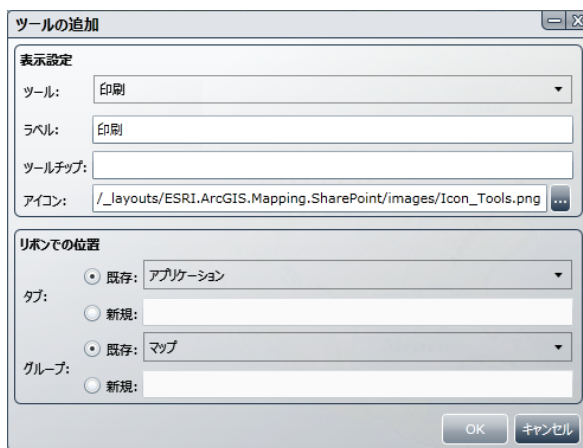 ツールの追加
表示設定
ツール: 印刷
ラベル: 印刷
ツールチップ:
アイコン: /_layouts/ESRI.ArcGIS.Mapping.SharePoint/images/Icon_Tools.png ...
リボンでの位置
タブ:
既存: アプリケーション
新規:
グループ:
既存: マップ
新規:
OK キャンセル